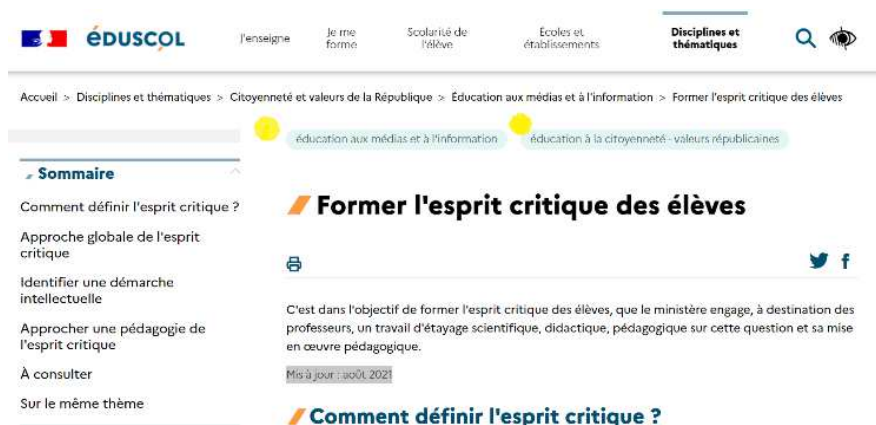 éduscol
J'enseigne
Je me
forme
Scolarité de
l'élève
Écoles et
établissements
Disciplines et
thématiques
Accueil > Disciplines et thématiques > Citoyenneté et valeurs de la République > Éducation aux médias et à l'information > Former l'esprit critique des élèves
éducation aux médias et à l'information
éducation à la citoyenneté - valeurs républicaines
Sommaire
Comment définir l'esprit critique ?
Approche globale de l'esprit
critique
Identifier une démarche
intellectuelle
Approcher une pédagogie de
l'esprit critique
À consulter
Sur le même thème
Former l'esprit critique des élèves
C'est dans l'objectif de former l'esprit critique des élèves, que le ministère engage, à destination des
professeurs, un travail d'étayage scientifique, didactique, pédagogique sur cette question et sa mise
en œuvre pédagogique.
Mis à jour : août 2021
Comment définir l'esprit critique ?